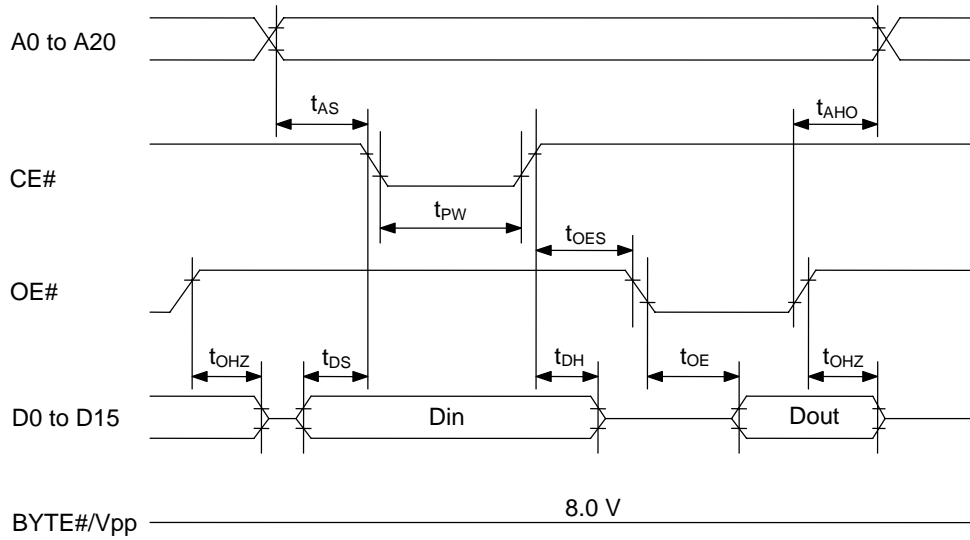 A0 to A20
tAS
tAHO
CE#
tPW
tOES
OE#
tOHZ
tDS
tDH
tOE
tOHZ
D0 to D15
Din
Dout
8.0 V
BYTE#/Vpp